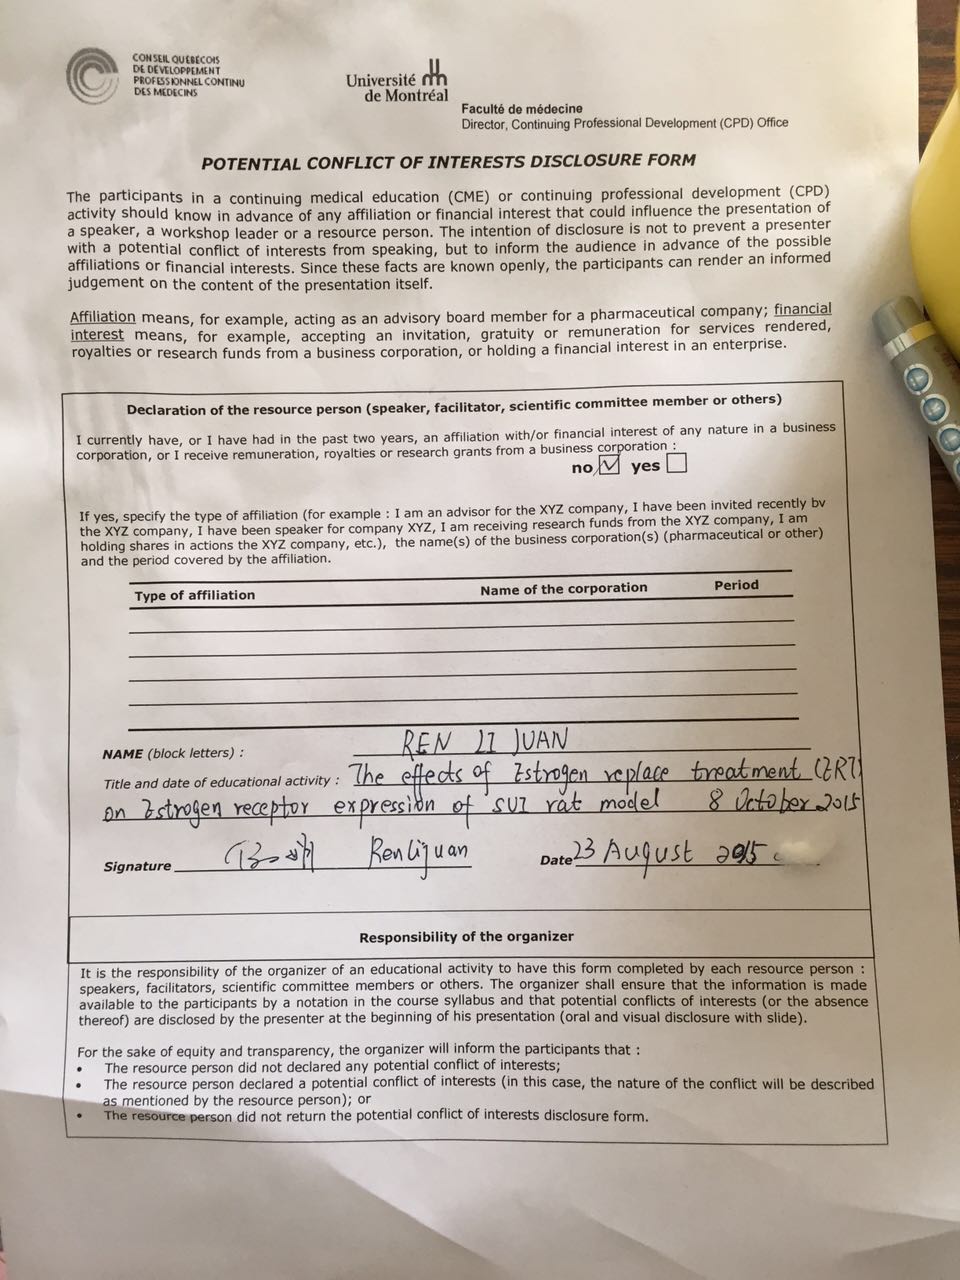 CONSEIL QUÉBÉCOIS
DE DÉVELOPPEMENT
PROFESSIONNEL CONTINU
DES MÉDECINS
Université
de Montréal
Faculté de médecine
Director, Continuing Professional Development (CPD) Office
POTENTIAL CONFLICT OF INTERESTS DISCLOSURE FORM
The participants in a continuing medical education (CME) or continuing professional development (CPD)
activity should know in advance of any affiliation or financial interest that could influence the presentation of
a speaker, a workshop leader or a resource person. The intention of disclosure is not to prevent a presenter
with a potential conflict of interests from speaking, but to inform the audience in advance of the possible
affiliations or financial interests. Since these facts are known openly, the participants can render an informed
judgement on the content of the presentation itself.
Affiliation means, for example, acting as an advisory board member for a pharmaceutical company; financial
interest means, for example, accepting an invitation, gratuity or remuneration for services rendered,
royalties or research funds from a business corporation, or holding a financial interest in an enterprise.
Declaration of the resource person (speaker, facilitator, scientific committee member or others)
I currently have, or I have had in the past two years, an affiliation with/or financial interest of any nature in a business
corporation, or I receive remuneration, royalties or research grants from a business corporation :
no yes
If yes, specify the type of affiliation (for example : I am an advisor for the XYZ company, I have been invited recently by
the XYZ company, I have been speaker for company XYZ, I am receiving research funds from the XYZ company, I am
holding shares in actions the XYZ company, etc.), the name(s) of the business corporation(s) (pharmaceutical or other)
and the period covered by the affiliation.
Type of affiliation Name of the corporation Period
NAME (block letters) : REN LI JUAN
Title and date of educational activity : The effects of Estrogen replace treatment (ERT)
on Estrogen receptor expression of SUI rat model 8 October 2015
Signature Ren Lijuan Date 23 August 2015
Responsibility of the organizer
It is the responsibility of the organizer of an educational activity to have this form completed by each resource person :
speakers, facilitators, scientific committee members or others. The organizer shall ensure that the information is made
available to the participants by a notation in the course syllabus and that potential conflicts of interests (or the absence
thereof) are disclosed by the presenter at the beginning of his presentation (oral and visual disclosure with slide).
For the sake of equity and transparency, the organizer will inform the participants that :
• The resource person did not declared any potential conflict of interests;
• The resource person declared a potential conflict of interests (in this case, the nature of the conflict will be described
as mentioned by the resource person); or
• The resource person did not return the potential conflict of interests disclosure form.